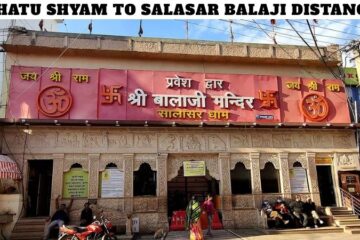 HATU SHYAM TO SALASAR BALAJI DISTANC
जय श्री राम
प्रवेश द्वार
जय श्री राम
श्री बालाजी मन्दिर
सालासर धाम